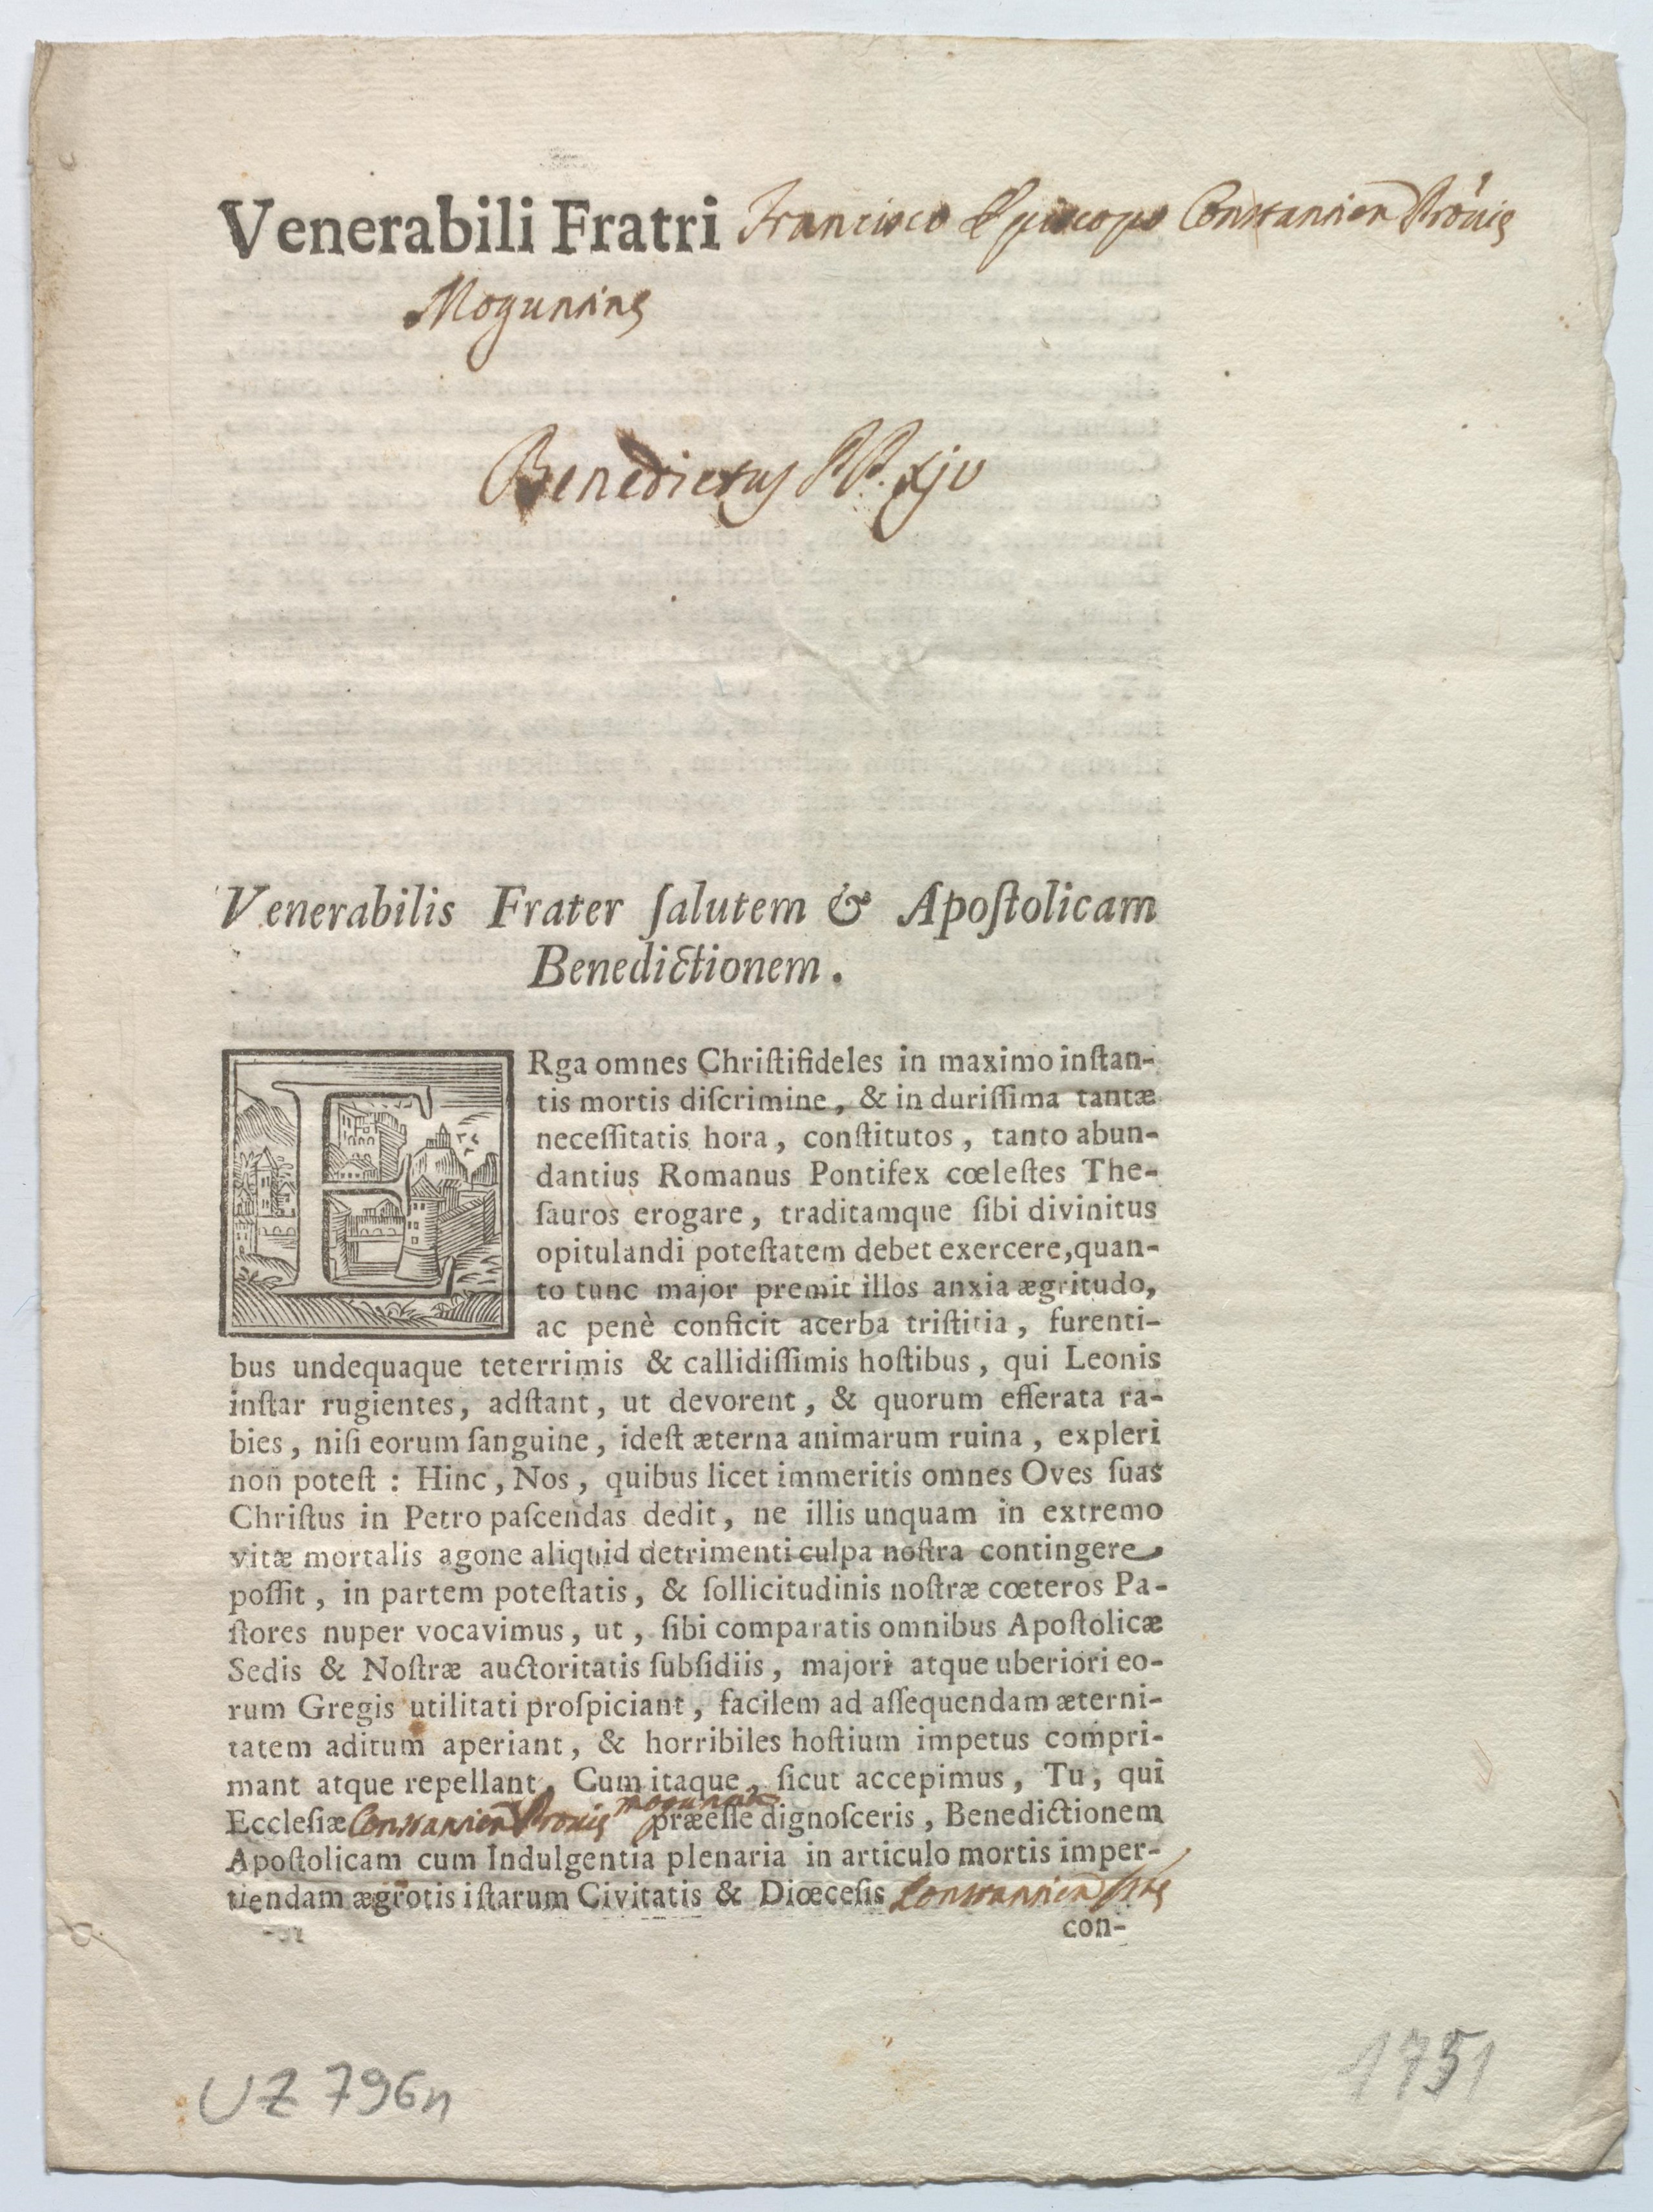 Venerabili Fratri Francisco Episcopo Constantien Provis
Moguntins
Benedictus PP. xjv
Venerabilis Frater ſalutem & Apoſtolicam
Benedictionem.
ERga omnes Chriſtifideles in maximo inſtan-
tis mortis diſcrimine, & in duriſſima tantæ
neceſſitatis hora, conſtitutos, tanto abun-
dantius Romanus Pontifex cœleſtes The-
ſauros erogare, traditamque ſibi divinitus
opitulandi poteſtatem debet exercere, quan-
to tunc major premit illos anxia ægritudo,
ac penè conficit acerba triſtitia, furenti-
bus undequaque teterrimis & callidiſſimis hoſtibus, qui Leonis
inſtar rugientes, adſtant, ut devorent, & quorum efferata ra-
bies, niſi eorum ſanguine, ideſt æterna animarum ruina, expleri
non poteſt: Hinc, Nos, quibus licet immeritis omnes Oves ſuas
Chriſtus in Petro paſcendas dedit, ne illis unquam in extremo
vitæ mortalis agone aliquid detrimenti culpa noſtra contingere
poſſit, in partem poteſtatis, & ſollicitudinis noſtræ cœteros Pa-
ſtores nuper vocavimus, ut, ſibi comparatis omnibus Apoſtolicæ
Sedis & Noſtræ auctoritatis ſubſidiis, majori atque uberiori eo-
rum Gregis utilitati proſpiciant, facilem ad aſſequendam æterni-
tatem aditum aperiant, & horribiles hoſtium impetus compri-
mant atque repellant. Cum itaque, ſicut accepimus, Tu, qui
Eccleſiæ Constantien Provis moguntins præeſſe dignoſceris, Benedictionem
Apoſtolicam cum Indulgentia plenaria in articulo mortis imper-
tiendam ægrotis iſtarum Civitatis & Diœceſis Constantien
con-
UZ 796n
1751